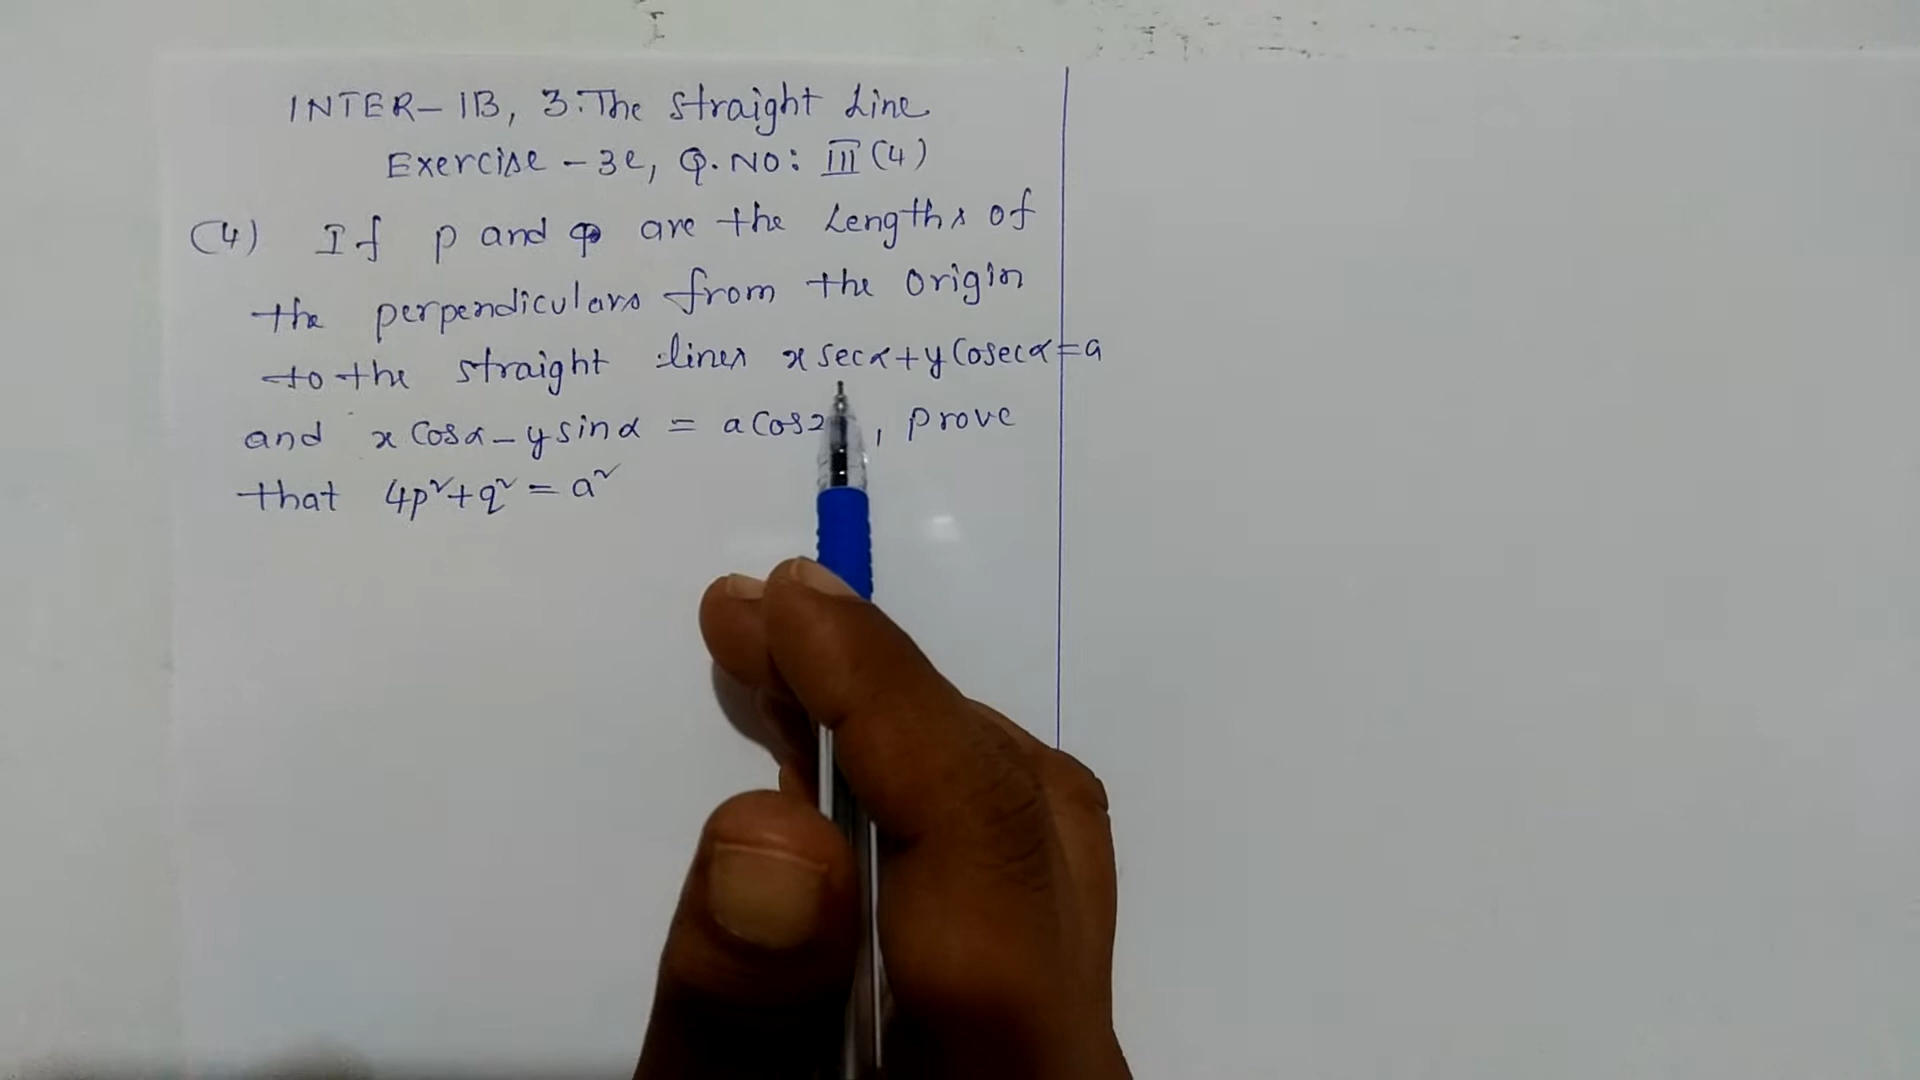 INTER-1B, 3. The straight Line
Exercise - 3e, Q. NO: III (4)
(4) If p and q are the Lengths of
the perpendiculars from the origin
to the straight lines x secα + y Cosecα = a
and x Cosα - y sinα = a Cos2 , prove
that 4p² + q² = a²